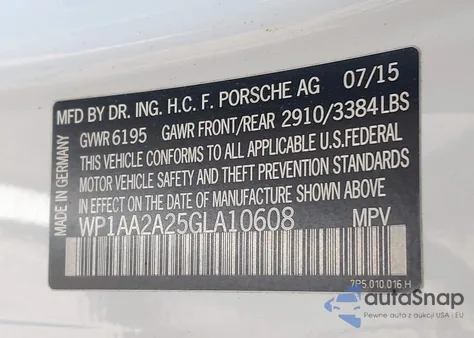 MADE IN GERMANY
MFD BY DR. ING. H.C. F. PORSCHE AG 07/15
GVWR 6195 GAWR FRONT/REAR 2910/3384 LBS
THIS VEHICLE CONFORMS TO ALL APPLICABLE U.S. FEDERAL
MOTOR VEHICLE SAFETY AND THEFT PREVENTION STANDARDS
IN EFFECT ON THE DATE OF MANUFACTURE SHOWN ABOVE
WP1AA2A25GLA10608 MPV
7P5.010.016 H
autoSnap
Pewne auta z aukcji USA i EU